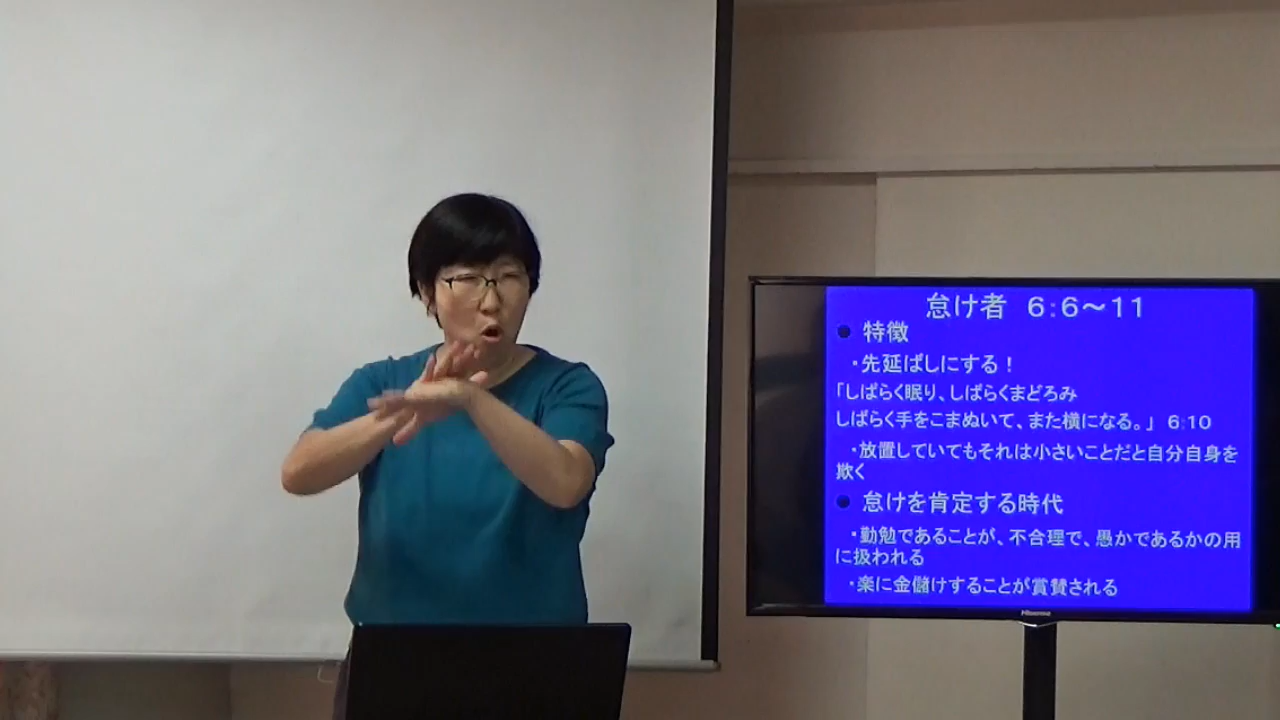 怠け者 6:6～11
● 特徴
・先延ばしにする!
「しばらく眠り、しばらくまどろみ
しばらく手をこまぬいて、また横になる。」 6:10
・放置していてもそれは小さいことだと自分自身を
欺く
● 怠けを肯定する時代
・勤勉であることが、不合理で、愚かであるかの用
に扱われる
・楽に金儲けすることが賞賛される
Hisense